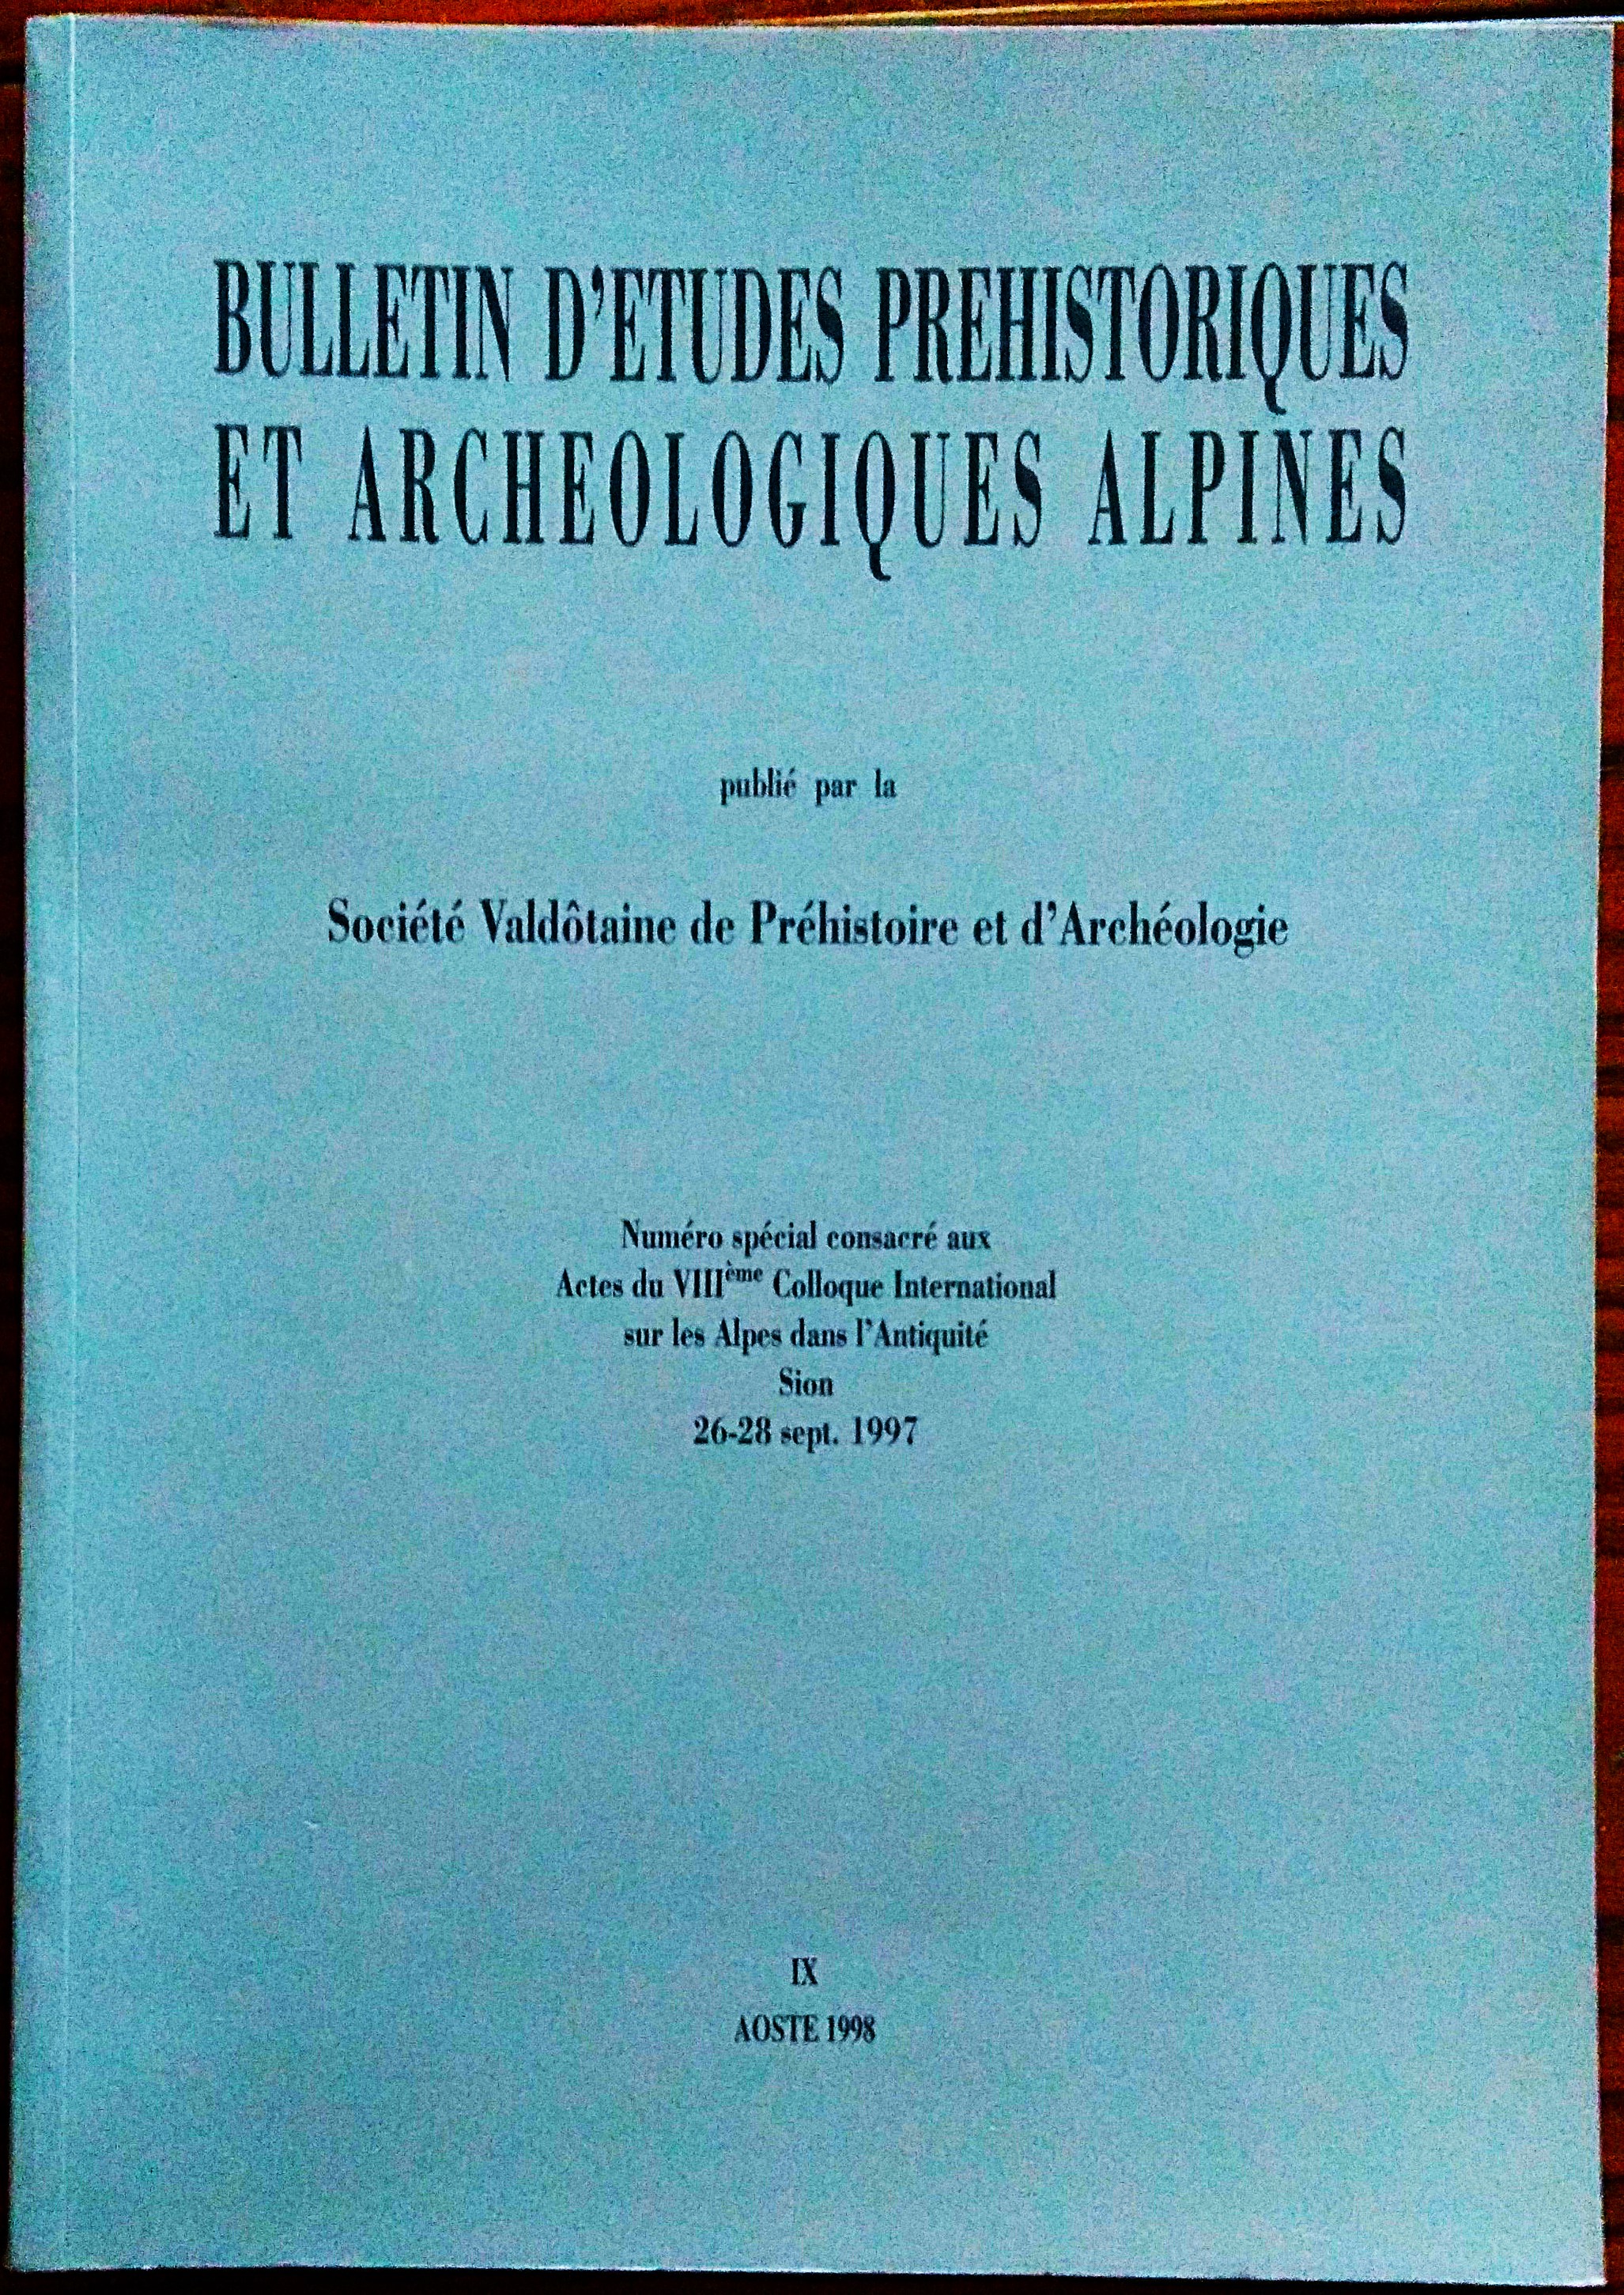 BULLETIN D'ETUDES PREHISTORIQUES
ET ARCHEOLOGIQUES ALPINES
publié par la
Société Valdôtaine de Préhistoire et d'Archéologie
Numéro spécial consacré aux
Actes du VIIIème Colloque International
sur les Alpes dans l'Antiquité
Sion
26-28 sept. 1997
IX
AOSTE 1998